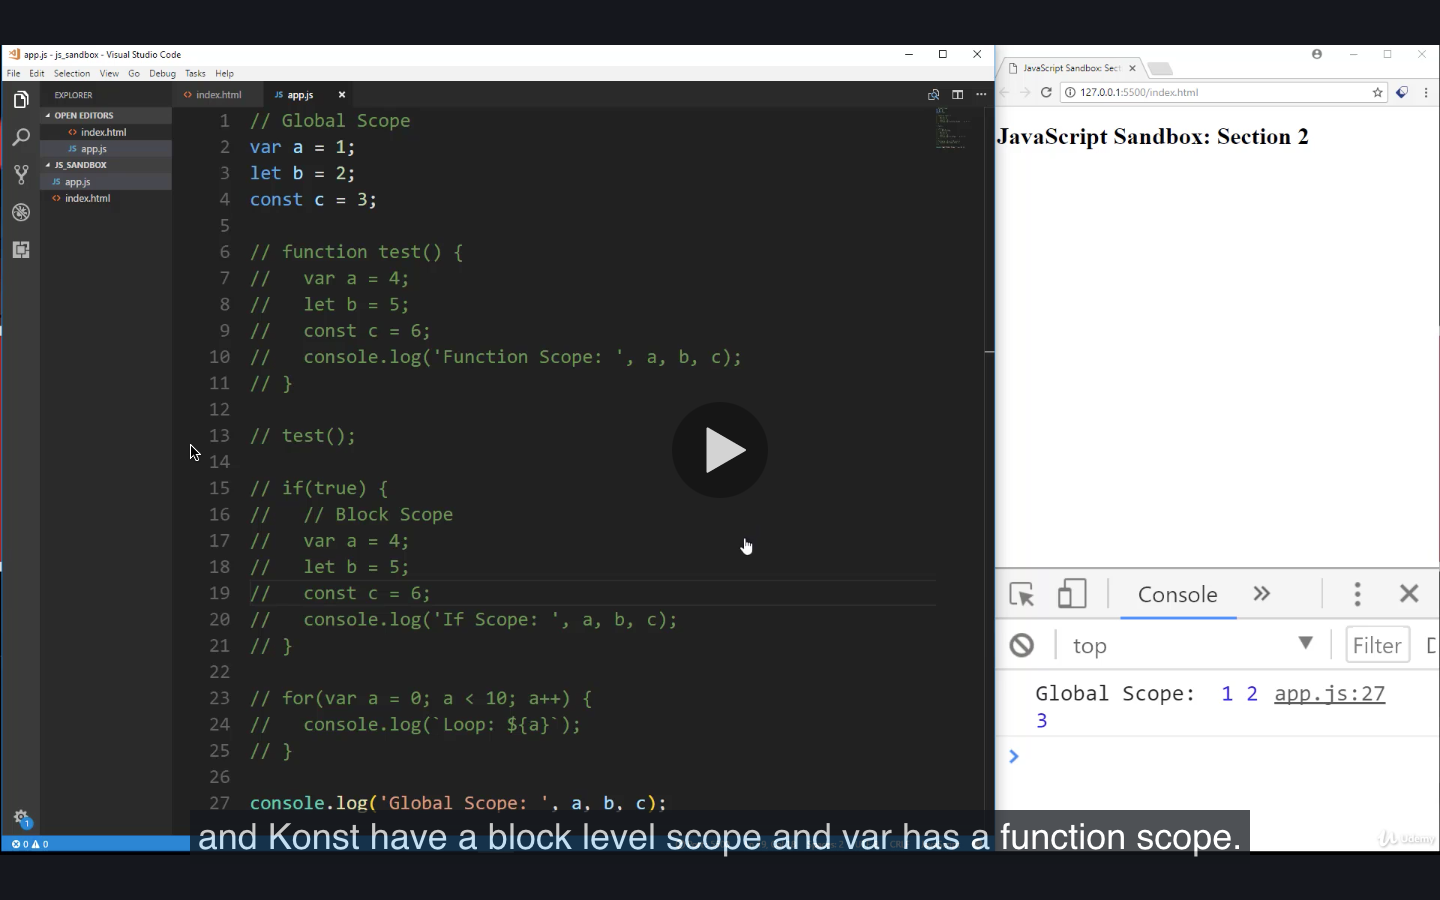 app.js - js_sandbox - Visual Studio Code
File Edit Selection View Go Debug Tasks Help
EXPLORER
OPEN EDITORS
index.html
JS app.js
JS_SANDBOX
JS app.js
index.html
index.html
JS app.js
1 // Global Scope
2 var a = 1;
3 let b = 2;
4 const c = 3;
5
6 // function test() {
7 //   var a = 4;
8 //   let b = 5;
9 //   const c = 6;
10 //   console.log('Function Scope: ', a, b, c);
11 // }
12
13 // test();
14
15 // if(true) {
16 //   // Block Scope
17 //   var a = 4;
18 //   let b = 5;
19 //   const c = 6;
20 //   console.log('If Scope: ', a, b, c);
21 // }
22
23 // for(var a = 0; a < 10; a++) {
24 //   console.log(`Loop: ${a}`);
25 // }
26
27 console.log('Global Scope: ', a, b, c);
1
0 0
JavaScript Sandbox: Sect
127.0.0.1:5500/index.html
JavaScript Sandbox: Section 2
Console
top
Filter
Global Scope: 1 2 app.js:27
3
and Konst have a block level scope and var has a function scope.
Udemy